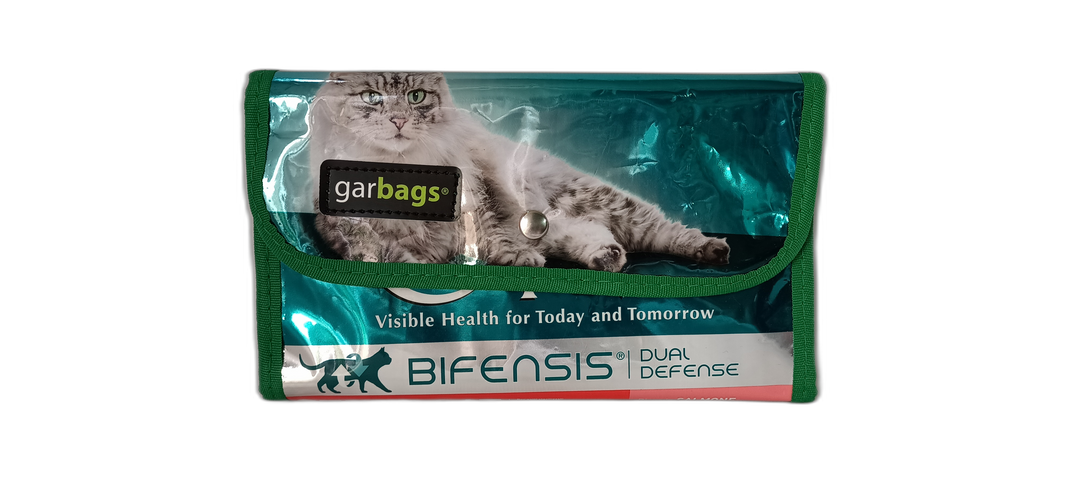 garbags®
Visible Health for Today and Tomorrow
BIFENSIS® DUAL
DEFENSE